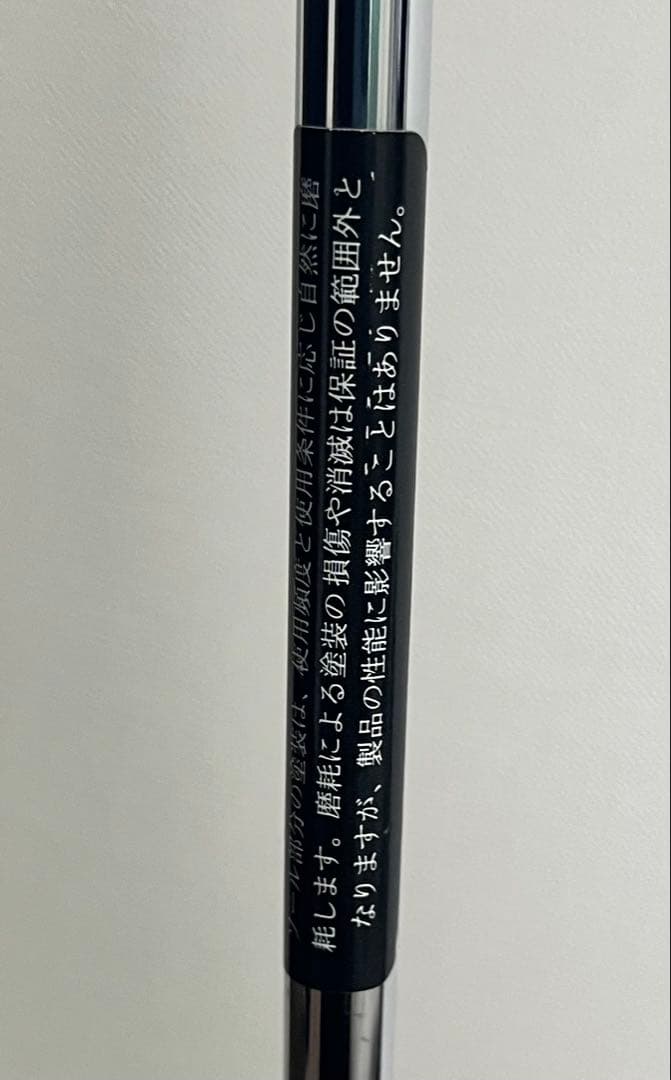 ソール部分の塗装は、使用頻度と使用条件に応じ自然に磨
耗します。磨耗による塗装の損傷や消滅は保証の範囲外と
なりますが、製品の性能に影響することはありません。